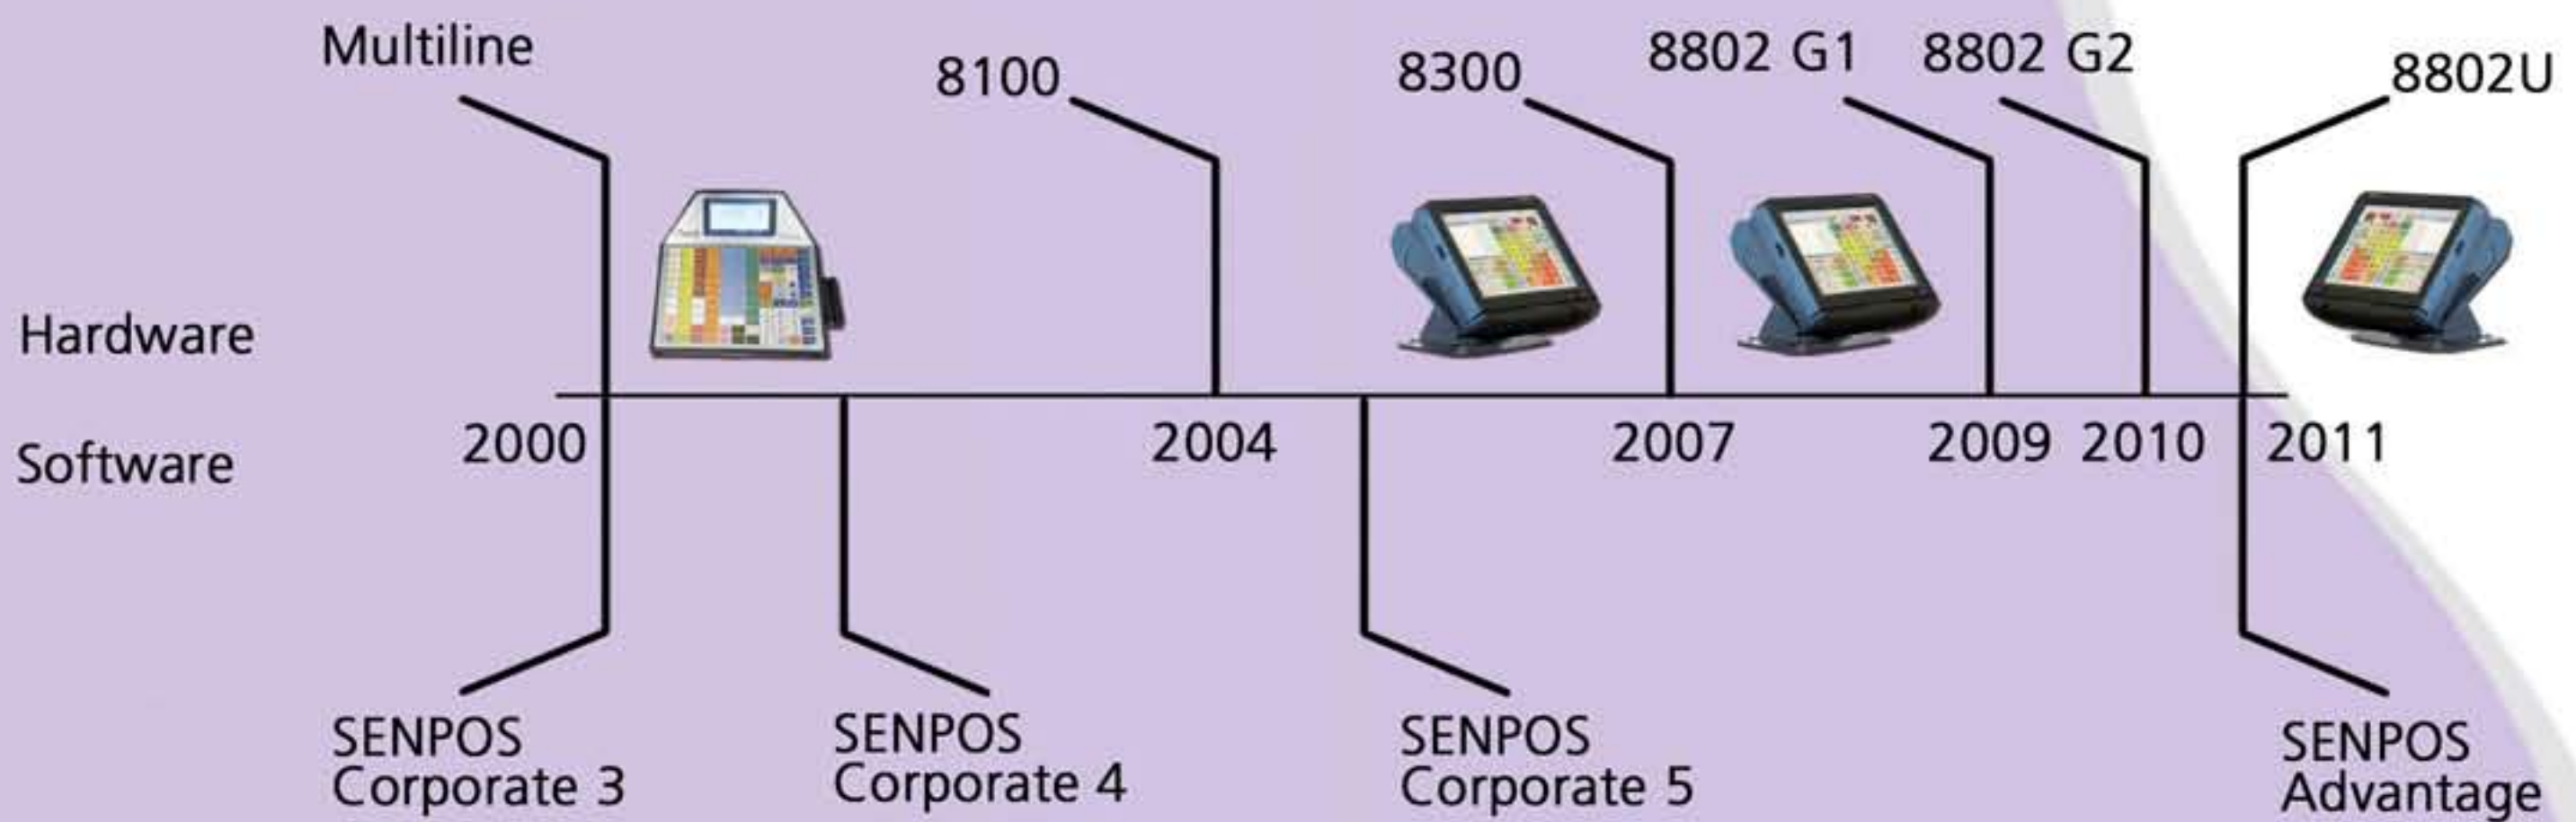 Multiline
8100
8300
8802 G1
8802 G2
8802U
Hardware
Software
2000
2004
2007
2009
2010
2011
SENPOS
Corporate 3
SENPOS
Corporate 4
SENPOS
Corporate 5
SENPOS
Advantage